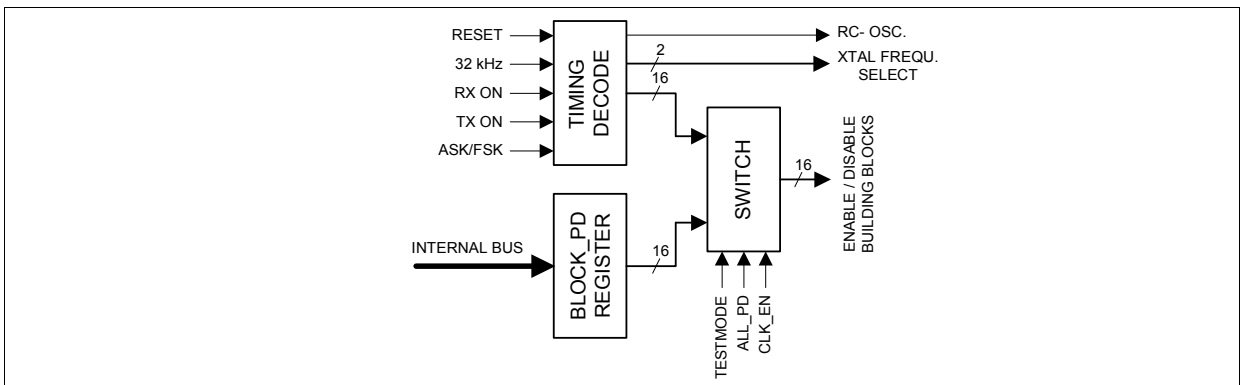 RESET
32 kHz
RX ON
TX ON
ASK/FSK
TIMING
DECODE
RC- OSC.
2
XTAL FREQU.
SELECT
16
SWITCH
16
ENABLE / DISABLE
BUILDING BLOCKS
INTERNAL BUS
BLOCK_PD
REGISTER
16
TESTMODE
ALL_PD
CLK_EN